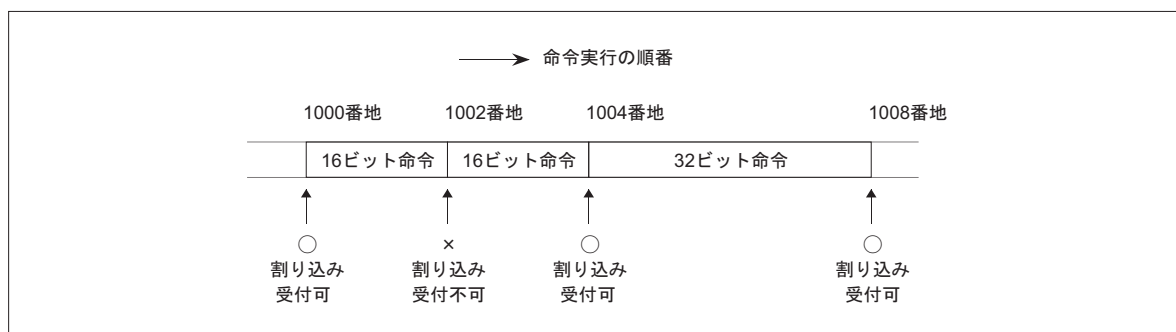 命令実行の順番
1000番地 1002番地 1004番地 1008番地
16ビット命令 16ビット命令 32ビット命令
○ × ○ ○
割り込み 割り込み 割り込み 割り込み
受付可 受付不可 受付可 受付可